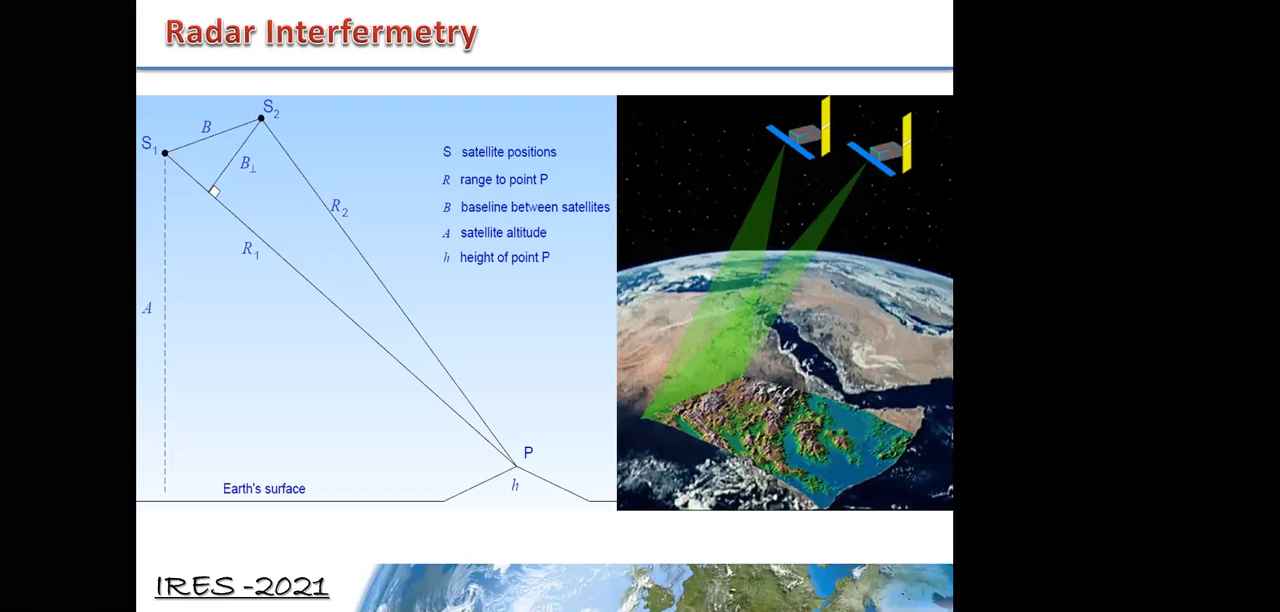 Radar Interfermetry
S2
B
S1
B⊥
S satellite positions
R range to point P
R2
B baseline between satellites
A satellite altitude
R1
h height of point P
A
P
h
Earth's surface
IRES -2021